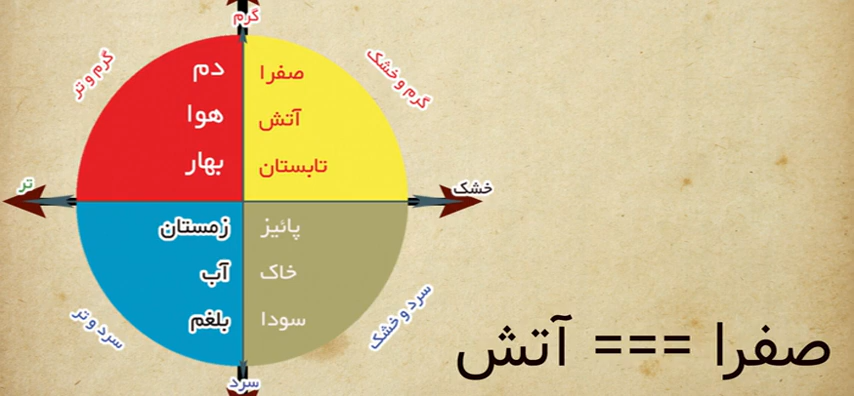 گرم
گرم و خشک
گرم و تر
صفرا
آتش
تابستان
دم
هوا
بهار
خشک
تر
پائیز
خاک
سودا
زمستان
آب
بلغم
سرد و خشک
سرد و تر
سرد
صفرا === آتش